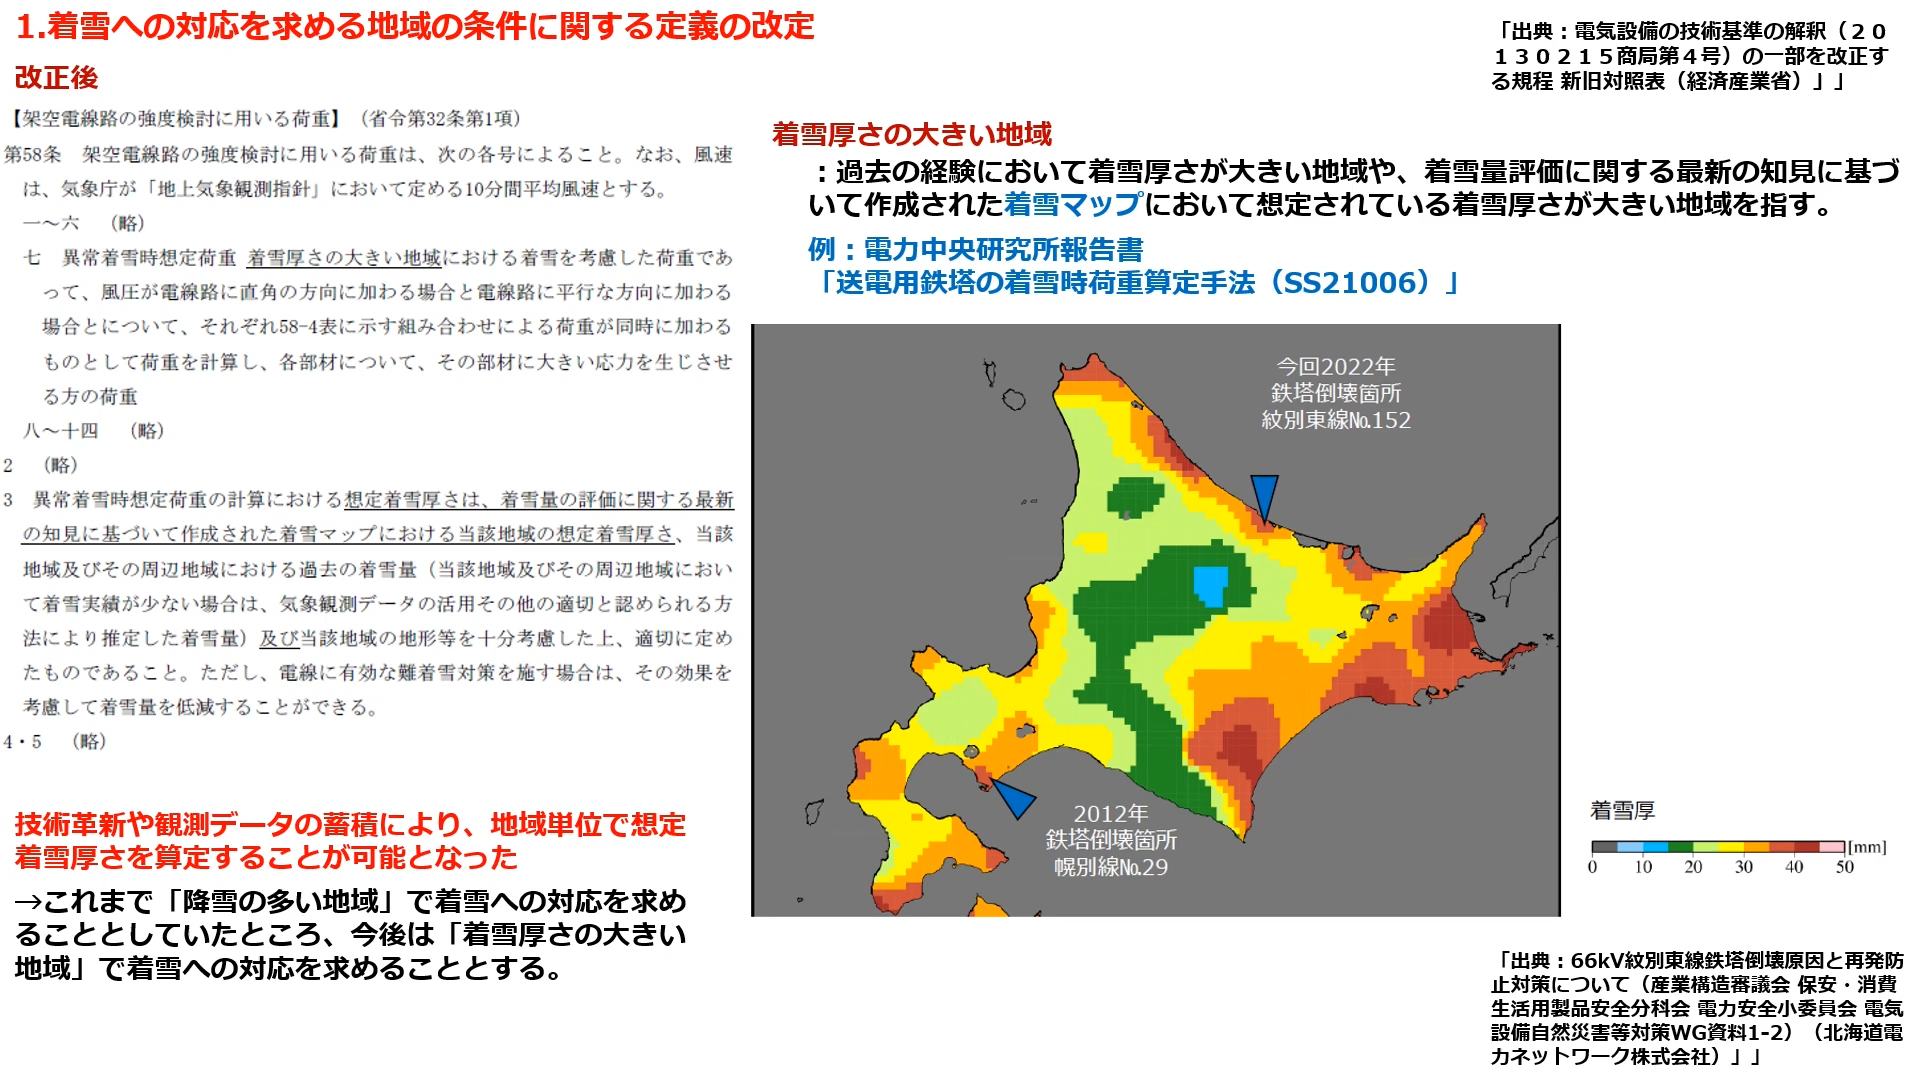 1.着雪への対応を求める地域の条件に関する定義の改定
改正後
【架空電線路の強度検討に用いる荷重】（省令第32条第1項）
第58条　架空電線路の強度検討に用いる荷重は、次の各号によること。なお、風速
は、気象庁が「地上気象観測指針」において定める10分間平均風速とする。
一～六　（略）
七　異常着雪時想定荷重 着雪厚さの大きい地域における着雪を考慮した荷重であ
って、風圧が電線路に直角の方向に加わる場合と電線路に平行な方向に加わる
場合とについて、それぞれ58-4表に示す組み合わせによる荷重が同時に加わる
ものとして荷重を計算し、各部材について、その部材に大きい応力を生じさせ
る方の荷重
八～十四　（略）
2　（略）
3　異常着雪時想定荷重の計算における想定着雪厚さは、着雪量の評価に関する最新
の知見に基づいて作成された着雪マップにおける当該地域の想定着雪厚さ、当該
地域及びその周辺地域における過去の着雪量（当該地域及びその周辺地域におい
て着雪実績が少ない場合は、気象観測データの活用その他の適切と認められる方
法により推定した着雪量）及び当該地域の地形等を十分考慮した上、適切に定め
たものであること。ただし、電線に有効な難着雪対策を施す場合は、その効果を
考慮して着雪量を低減することができる。
4・5　（略）
技術革新や観測データの蓄積により、地域単位で想定
着雪厚さを算定することが可能となった
→これまで「降雪の多い地域」で着雪への対応を求め
ることとしていたところ、今後は「着雪厚さの大きい
地域」で着雪への対応を求めることとする。
「出典：電気設備の技術基準の解釈（２０
１３０２１５商局第４号）の一部を改正す
る規程 新旧対照表（経済産業省）」」
着雪厚さの大きい地域
：過去の経験において着雪厚さが大きい地域や、着雪量評価に関する最新の知見に基づ
いて作成された着雪マップにおいて想定されている着雪厚さが大きい地域を指す。
例：電力中央研究所報告書
「送電用鉄塔の着雪時荷重算定手法（SS21006）」
今回2022年
鉄塔倒壊箇所
紋別東線№152
2012年
鉄塔倒壊箇所
幌別線№29
着雪厚
[mm]
0 10 20 30 40 50
「出典：66kV紋別東線鉄塔倒壊原因と再発防
止対策について（産業構造審議会 保安・消費
生活用製品安全分科会 電力安全小委員会 電気
設備自然災害等対策WG資料1-2）（北海道電
力ネットワーク株式会社）」」